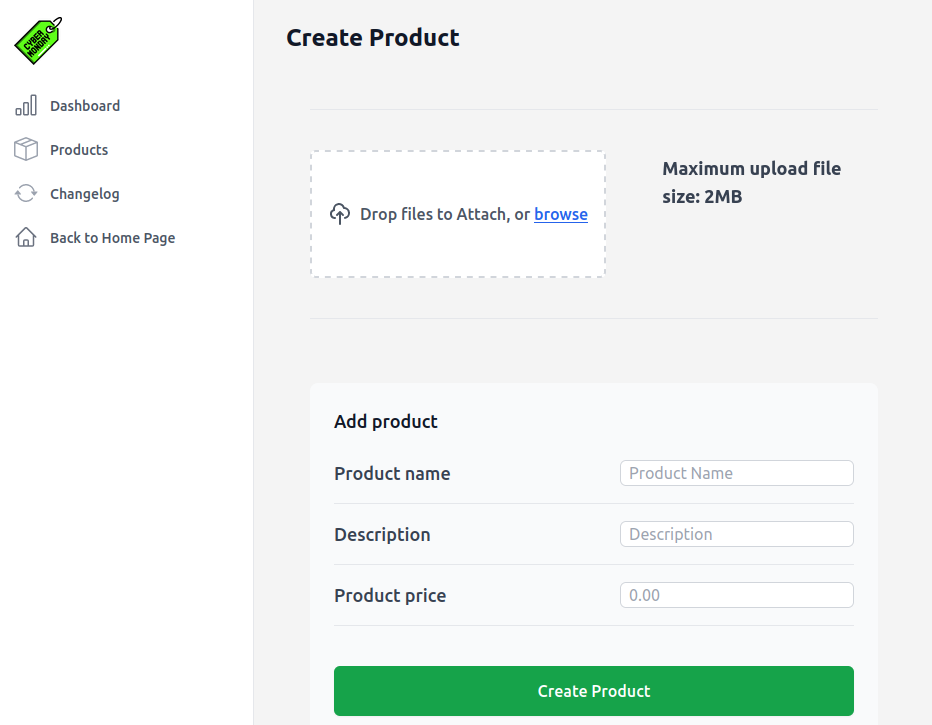 CYBER
MONDAY
Dashboard
Products
Changelog
Back to Home Page
Create Product
Drop files to Attach, or browse
Maximum upload file
size: 2MB
Add product
Product name
Product Name
Description
Description
Product price
0.00
Create Product